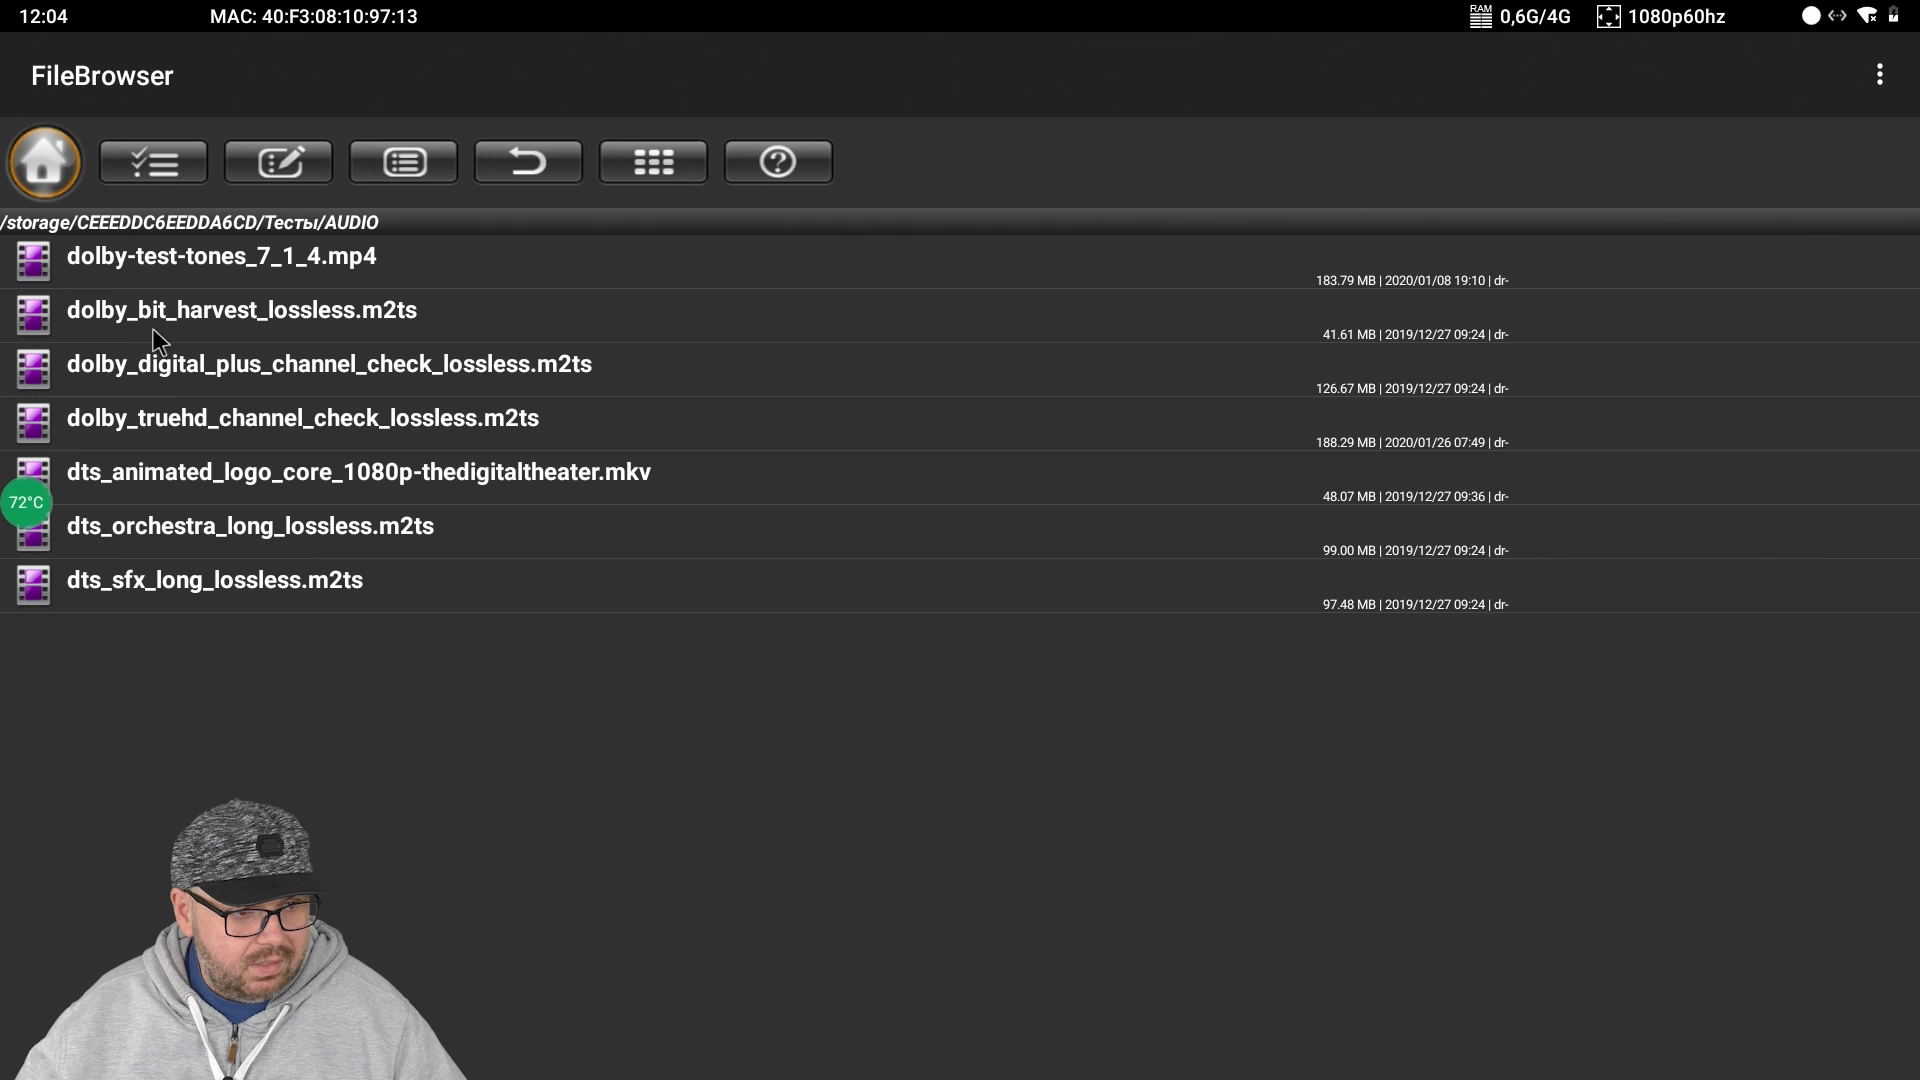 12:04 MAC: 40:F3:08:10:97:13 RAM 0,6G/4G 1080p60hz
FileBrowser
/storage/CEEEDDC6EEDDA6CD/Тесты/AUDIO
dolby-test-tones_7_1_4.mp4
183.79 MB | 2020/01/08 19:10 | dr-
dolby_bit_harvest_lossless.m2ts
41.61 MB | 2019/12/27 09:24 | dr-
dolby_digital_plus_channel_check_lossless.m2ts
126.67 MB | 2019/12/27 09:24 | dr-
dolby_truehd_channel_check_lossless.m2ts
188.29 MB | 2020/01/26 07:49 | dr-
dts_animated_logo_core_1080p-thedigitaltheater.mkv
48.07 MB | 2019/12/27 09:36 | dr-
72°C
dts_orchestra_long_lossless.m2ts
99.00 MB | 2019/12/27 09:24 | dr-
dts_sfx_long_lossless.m2ts
97.48 MB | 2019/12/27 09:24 | dr-